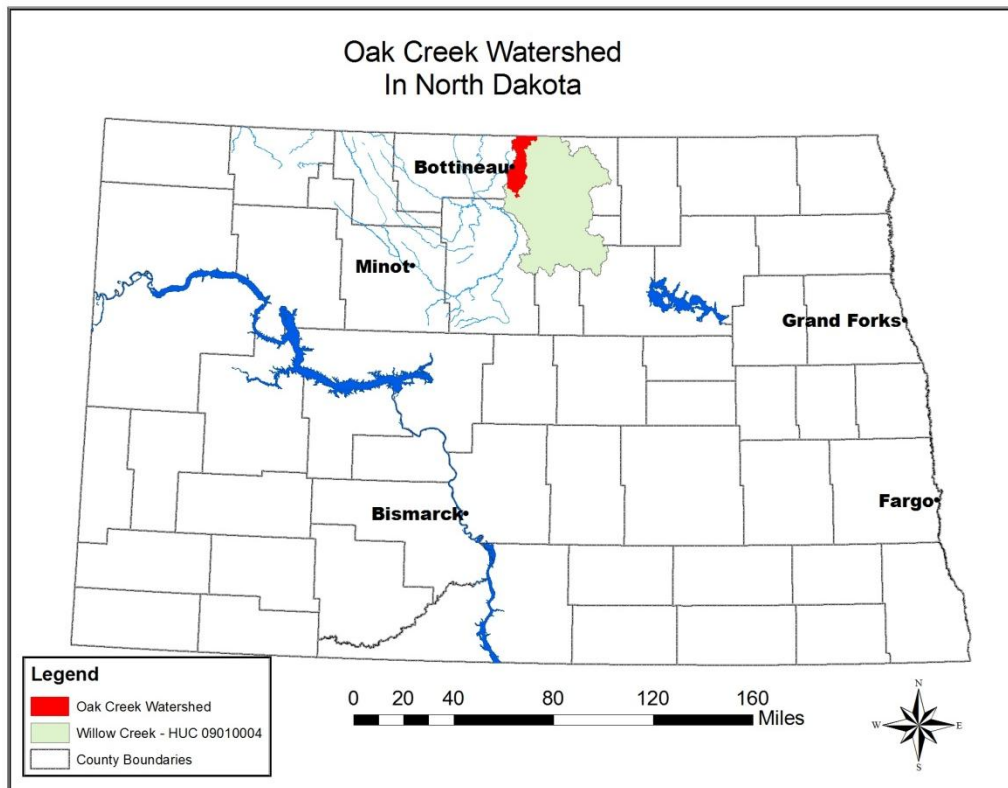 Oak Creek Watershed
In North Dakota
Bottineau
Minot
Grand Forks
Bismarck
Fargo
Legend
Oak Creek Watershed
Willow Creek - HUC 09010004
County Boundaries
0 20 40 80 120 160
Miles
N
W E
S